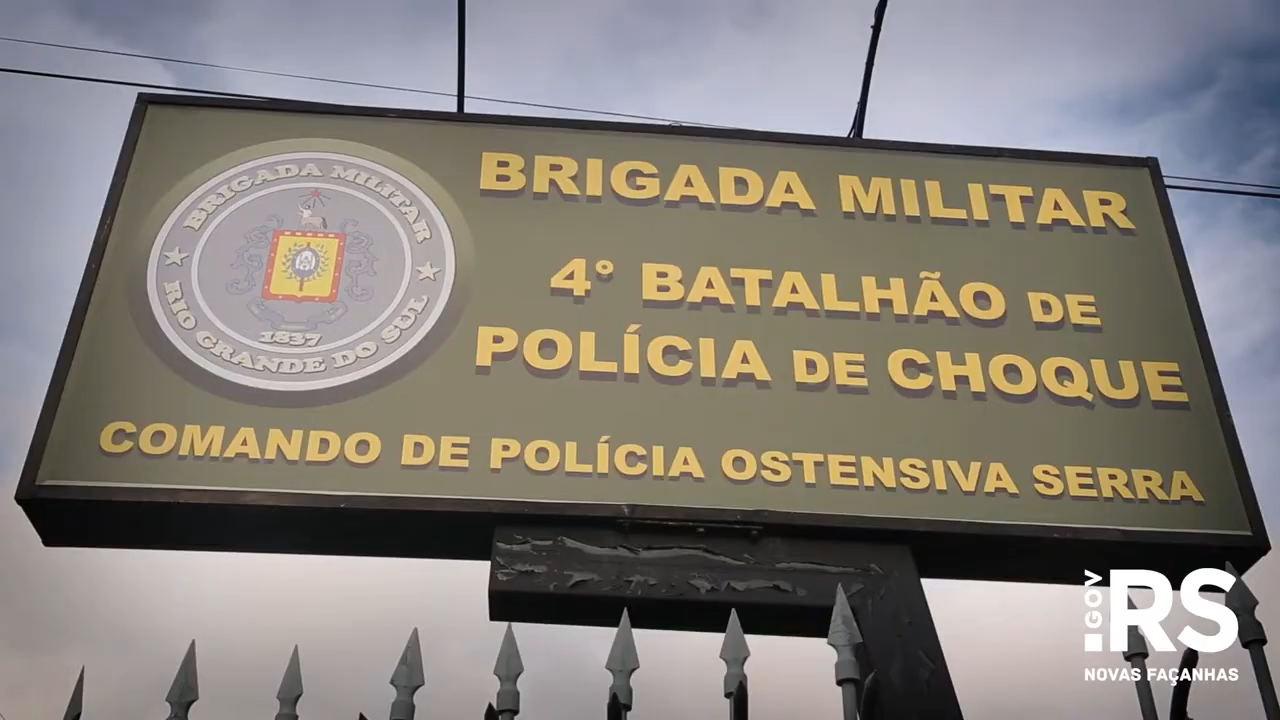 BRIGADA MILITAR
RIO GRANDE DO SUL
1837
BRIGADA MILITAR
4° BATALHÃO DE
POLÍCIA DE CHOQUE
COMANDO DE POLÍCIA OSTENSIVA SERRA
GOV
RS
NOVAS FAÇANHAS